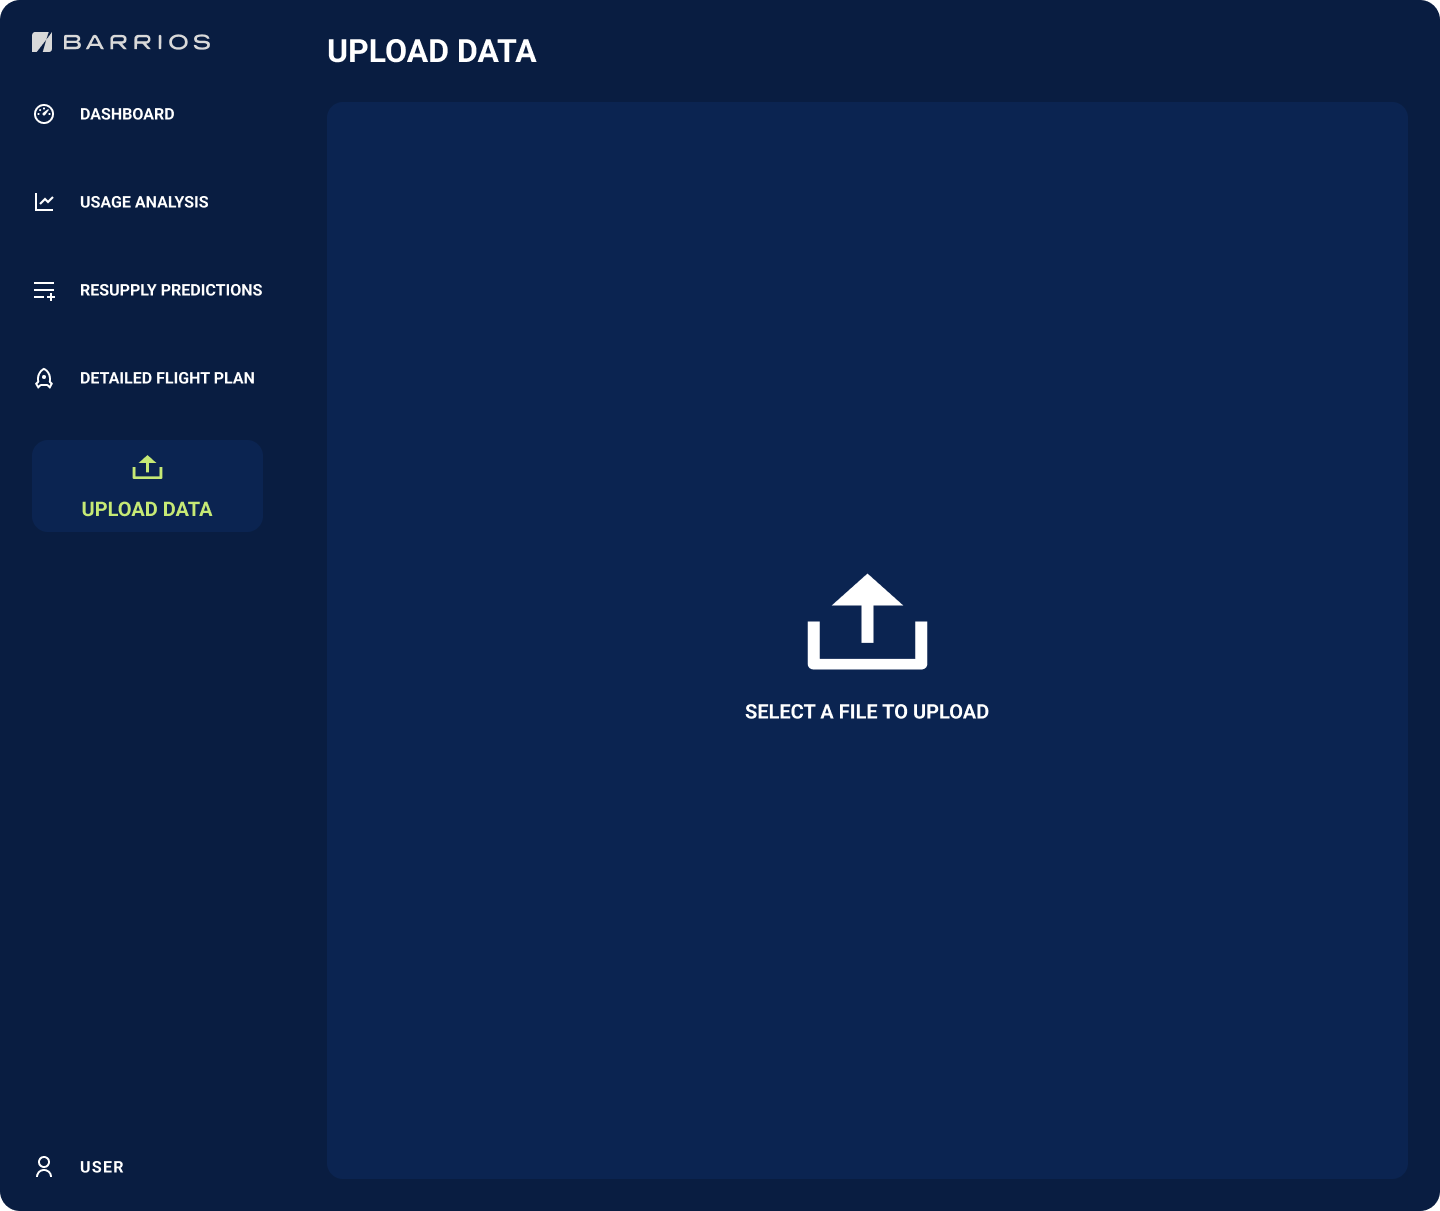 BARRIOS
UPLOAD DATA
DASHBOARD
USAGE ANALYSIS
RESUPPLY PREDICTIONS
DETAILED FLIGHT PLAN
UPLOAD DATA
SELECT A FILE TO UPLOAD
USER